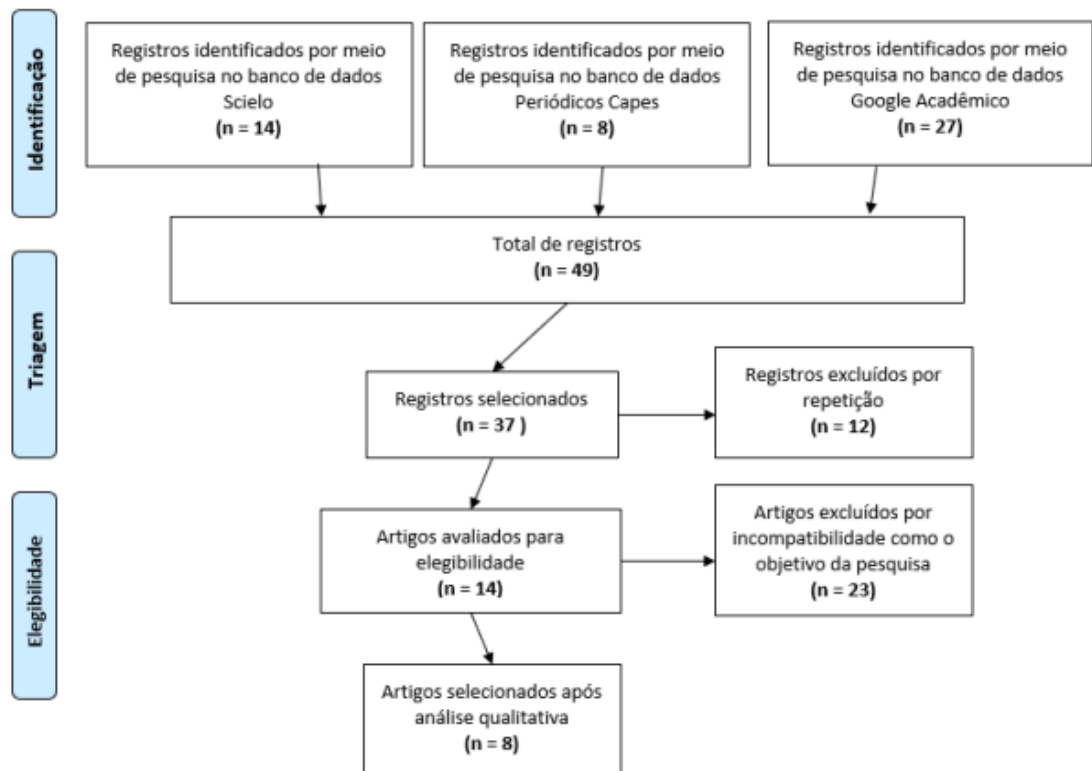 Identificação
Registros identificados por meio
de pesquisa no banco de dados
Scielo
(n = 14)
Registros identificados por meio
de pesquisa no banco de dados
Periódicos Capes
(n = 8)
Registros identificados por meio
de pesquisa no banco de dados
Google Acadêmico
(n = 27)
Total de registros
(n = 49)
Triagem
Registros selecionados
(n = 37 )
Registros excluídos por
repetição
(n = 12)
Elegibilidade
Artigos avaliados para
elegibilidade
(n = 14)
Artigos excluídos por
incompatibilidade como o
objetivo da pesquisa
(n = 23)
Artigos selecionados após
análise qualitativa
(n = 8)